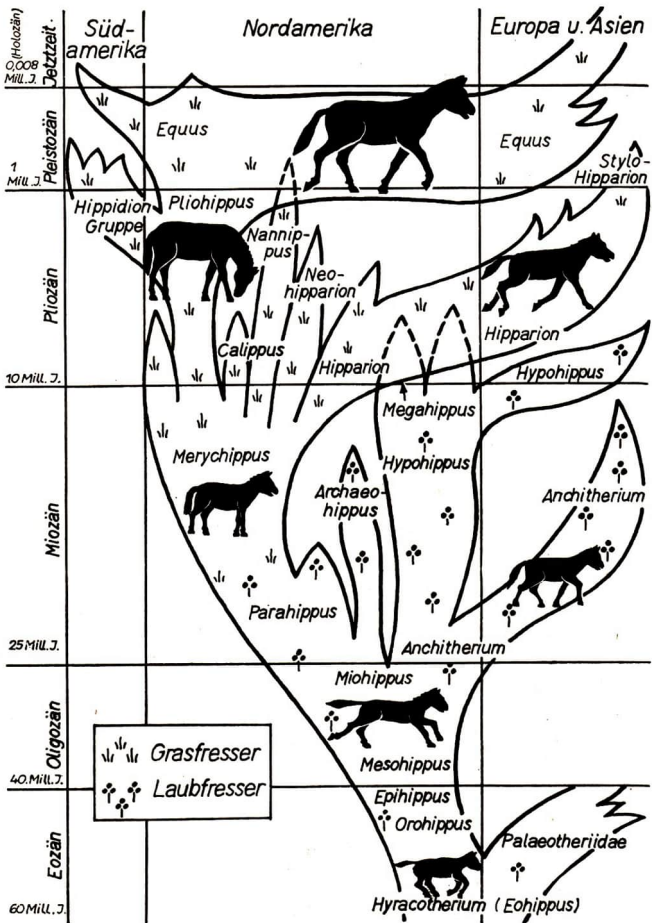 Süd-
amerika
Nordamerika
Europa u. Asien
(Holozän)
0,008
Mill. J.
Jetztzeit
Equus
Equus
Pleistozän
1
Mill. J.
Stylo-
Hipparion
Hippidion
Gruppe
Pliohippus
Nannip-
pus
Neo-
hipparion
Pliozän
Hipparion
Calippus
Hipparion
Hypohippus
10 Mill. J.
Megahippus
Merychippus
Hypohippus
Archaeo-
hippus
Anchitherium
Miozän
Parahippus
Anchitherium
25 Mill. J.
Miohippus
Oligozän
Grasfresser
Laubfresser
Mesohippus
40 Mill. J.
Epihippus
Orohippus
Palaeotheriidae
Eozän
Hyracotherium (Eohippus)
60 Mill. J.